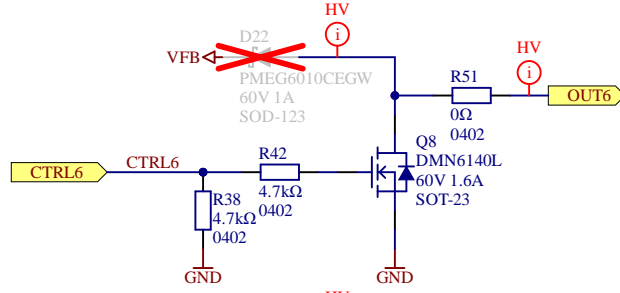 HV
D22
VFB
PMEG6010CEGW
60V 1A
SOD-123
HV
R51
0Ω
0402
OUT6
Q8
DMN6140L
60V 1.6A
SOT-23
CTRL6
CTRL6
R42
4.7kΩ
0402
R38
4.7kΩ
0402
GND
GND